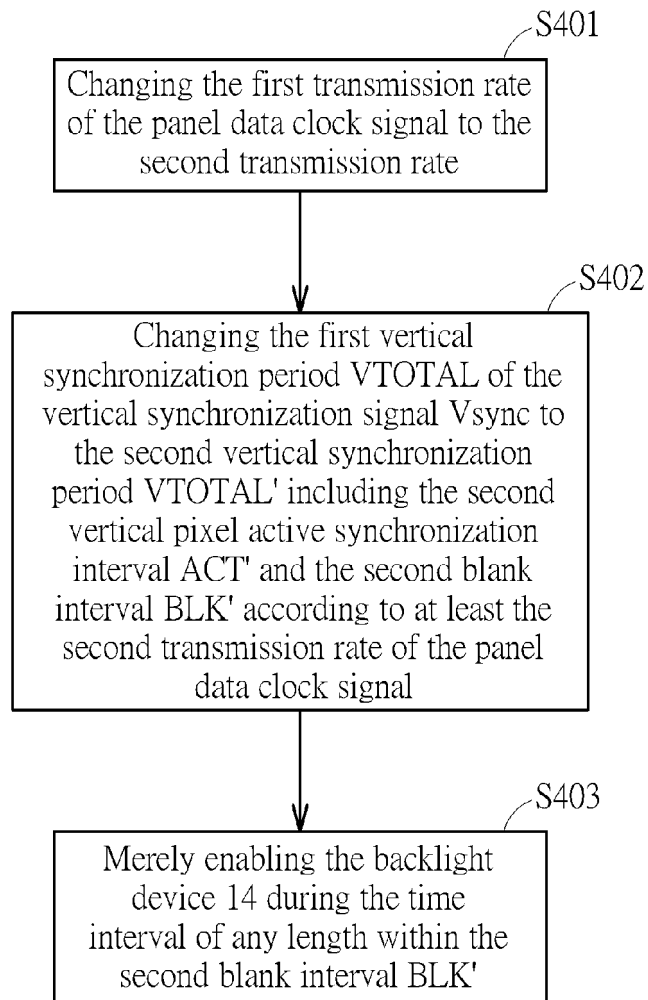 S401
Changing the first transmission rate
of the panel data clock signal to the
second transmission rate
S402
Changing the first vertical
synchronization period VTOTAL of the
vertical synchronization signal Vsync to
the second vertical synchronization
period VTOTAL' including the second
vertical pixel active synchronization
interval ACT' and the second blank
interval BLK' according to at least the
second transmission rate of the panel
data clock signal
S403
Merely enabling the backlight
device 14 during the time
interval of any length within the
second blank interval BLK'